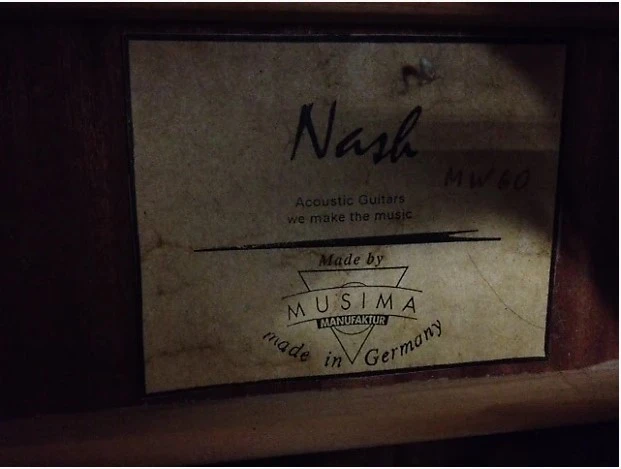 Nash
MW60
Acoustic Guitars
we make the music
Made by
MUSIMA
MANUFAKTUR
made in Germany